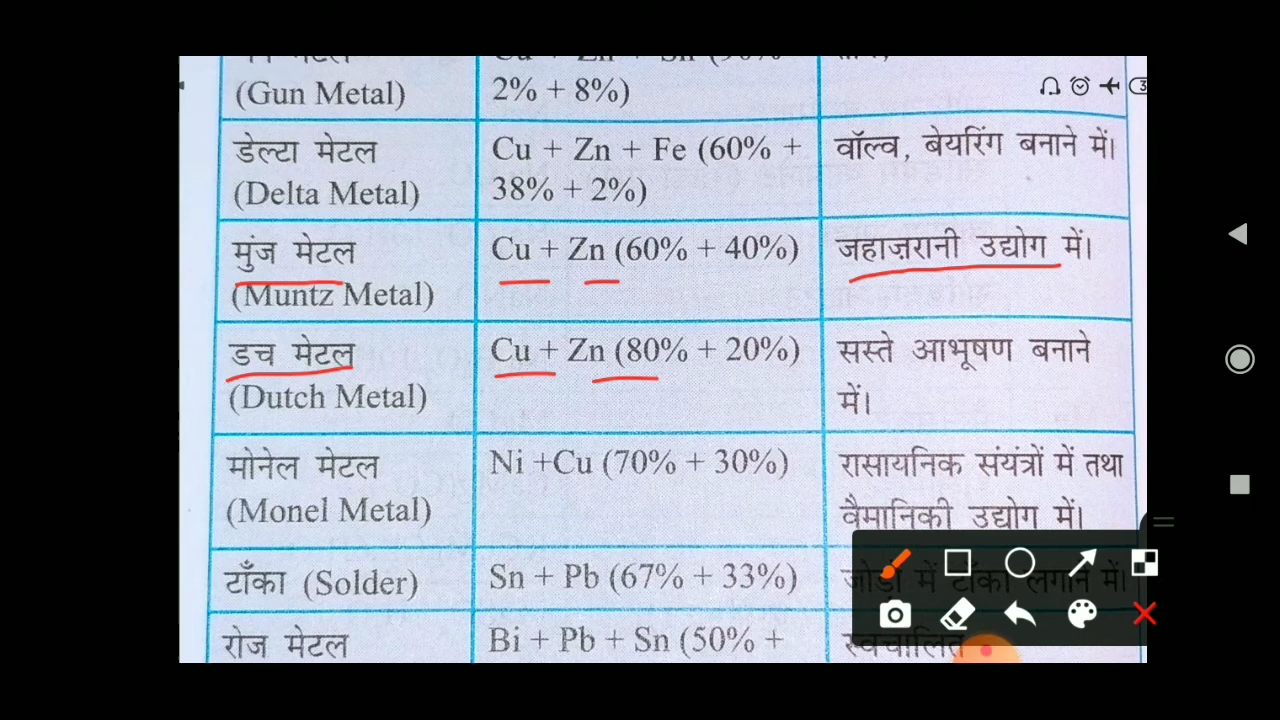 (Gun Metal)
2% + 8%)
डेल्टा मेटल
(Delta Metal)
Cu + Zn + Fe (60% +
38% + 2%)
वॉल्व, बेयरिंग बनाने में।
मुंज मेटल
(Muntz Metal)
Cu + Zn (60% + 40%)
जहाज़रानी उद्योग में।
डच मेटल
(Dutch Metal)
Cu + Zn (80% + 20%)
सस्ते आभूषण बनाने
में।
मोनेल मेटल
(Monel Metal)
Ni +Cu (70% + 30%)
रासायनिक संयंत्रों में तथा
वैमानिकी उद्योग में।
टाँका (Solder)
Sn + Pb (67% + 33%)
जोड़ों में टाँका लगाने में।
रोज मेटल
Bi + Pb + Sn (50% +
स्वचालित